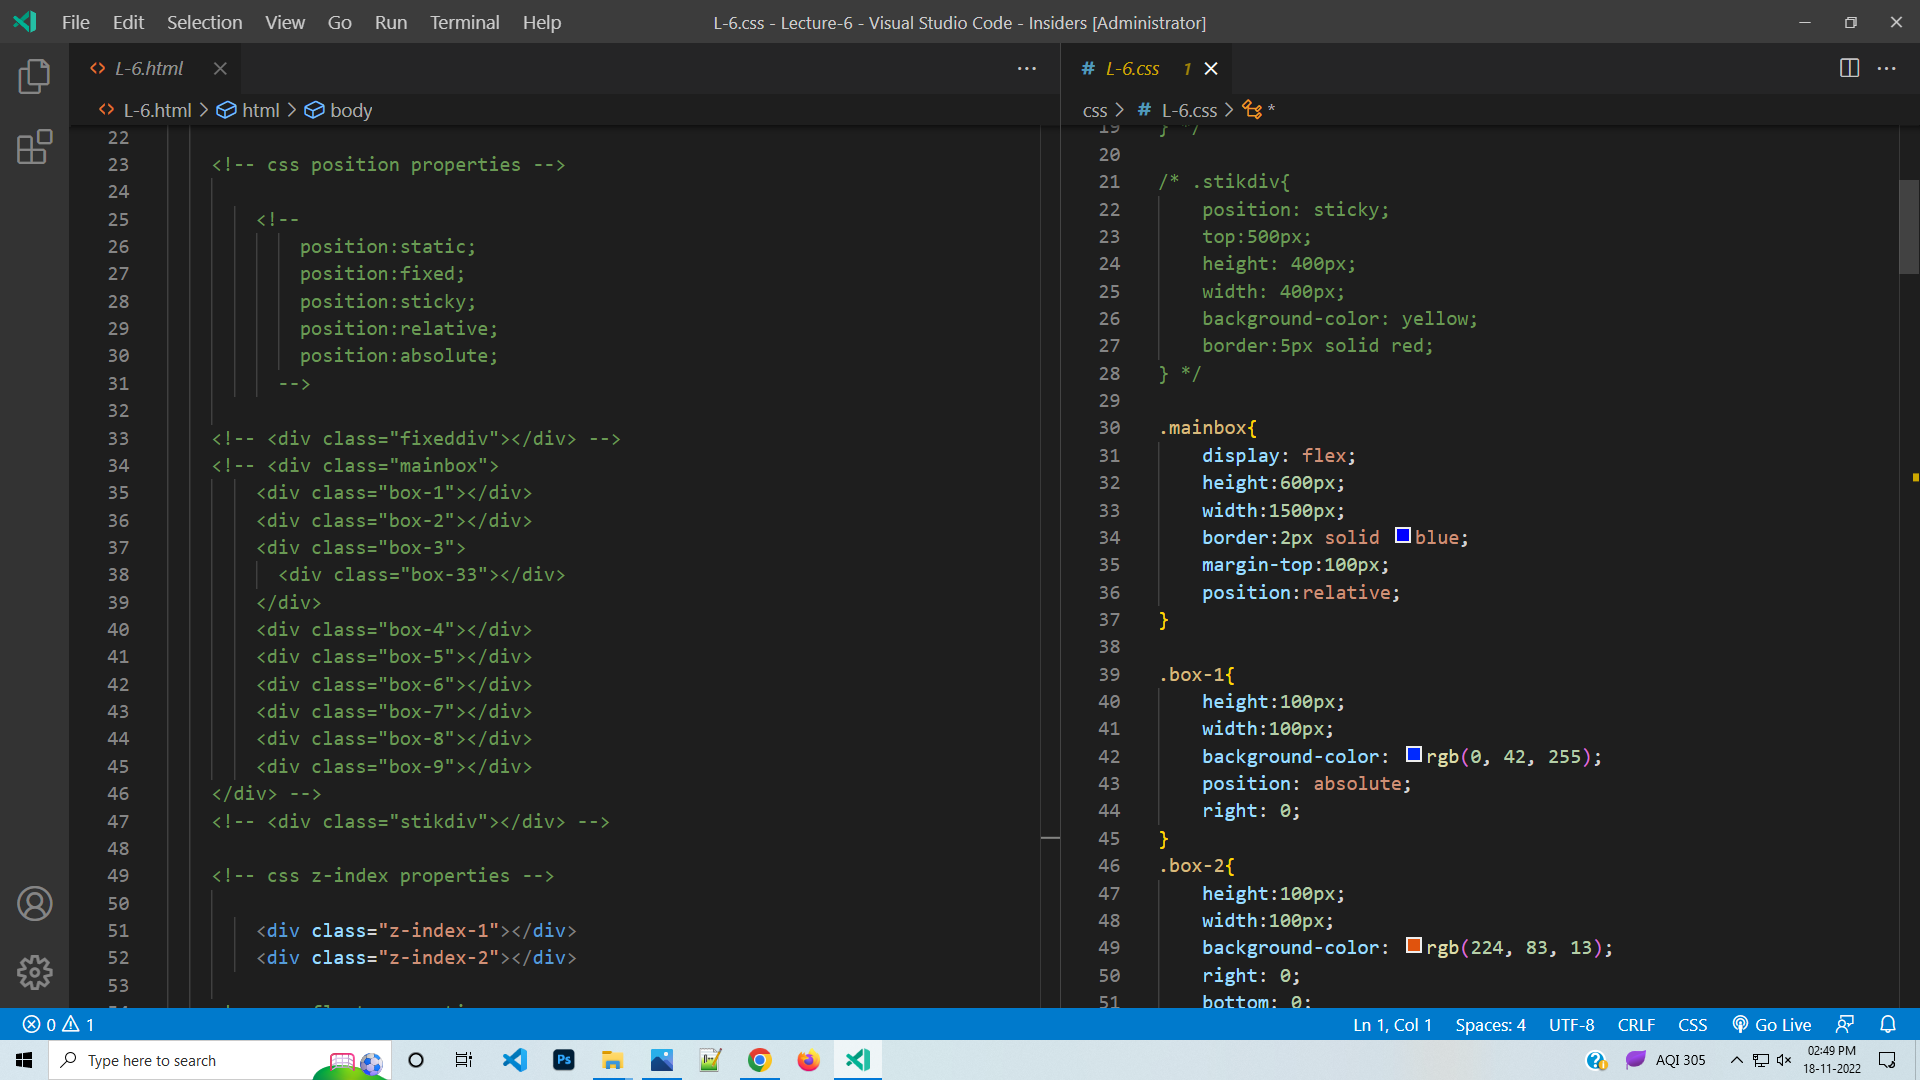 File Edit Selection View Go Run Terminal Help
L-6.css - Lecture-6 - Visual Studio Code - Insiders [Administrator]
L-6.html
L-6.html > html > body
22
23 <!-- css position properties -->
24
25 <!--
26 position:static;
27 position:fixed;
28 position:sticky;
29 position:relative;
30 position:absolute;
31 -->
32
33 <!-- <div class="fixeddiv"></div> -->
34 <!-- <div class="mainbox">
35 <div class="box-1"></div>
36 <div class="box-2"></div>
37 <div class="box-3">
38 <div class="box-33"></div>
39 </div>
40 <div class="box-4"></div>
41 <div class="box-5"></div>
42 <div class="box-6"></div>
43 <div class="box-7"></div>
44 <div class="box-8"></div>
45 <div class="box-9"></div>
46 </div> -->
47 <!-- <div class="stikdiv"></div> -->
48
49 <!-- css z-index properties -->
50
51 <div class="z-index-1"></div>
52 <div class="z-index-2"></div>
53
# L-6.css 1
css > # L-6.css > *
19 } */
20
21 /* .stikdiv{
22 position: sticky;
23 top:500px;
24 height: 400px;
25 width: 400px;
26 background-color: yellow;
27 border:5px solid red;
28 } */
29
30 .mainbox{
31 display: flex;
32 height:600px;
33 width:1500px;
34 border:2px solid blue;
35 margin-top:100px;
36 position:relative;
37 }
38
39 .box-1{
40 height:100px;
41 width:100px;
42 background-color: rgb(0, 42, 255);
43 position: absolute;
44 right: 0;
45 }
46 .box-2{
47 height:100px;
48 width:100px;
49 background-color: rgb(224, 83, 13);
50 right: 0;
51 bottom: 0;
0 1
Ln 1, Col 1 Spaces: 4 UTF-8 CRLF CSS Go Live
Type here to search
Ps
AQI 305
02:49 PM
18-11-2022